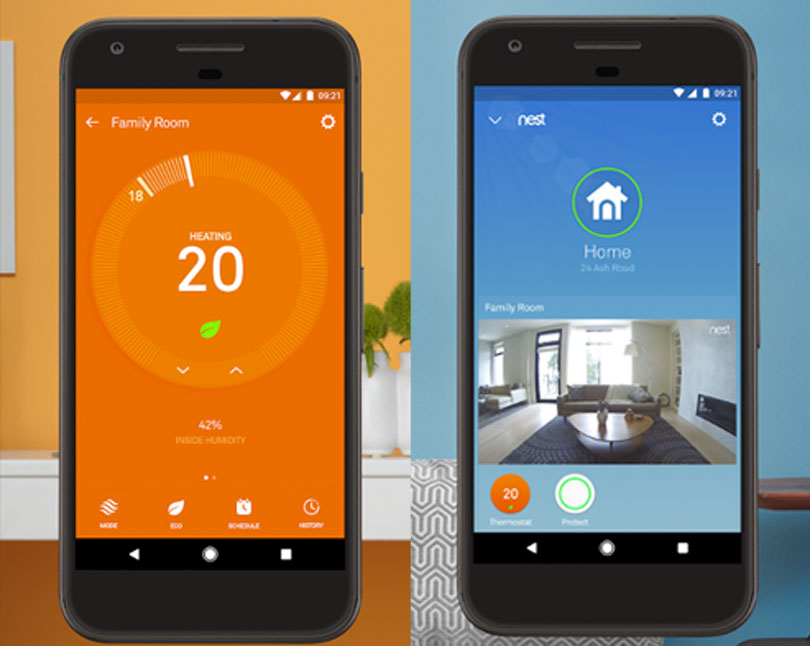 09:21
Family Room
18
HEATING
20
42%
INSIDE HUMIDITY
MODE
ECO
SCHEDULE
HISTORY
09:21
nest
Home
24 Ash Road
Family Room
nest
20
Thermostat
Protect